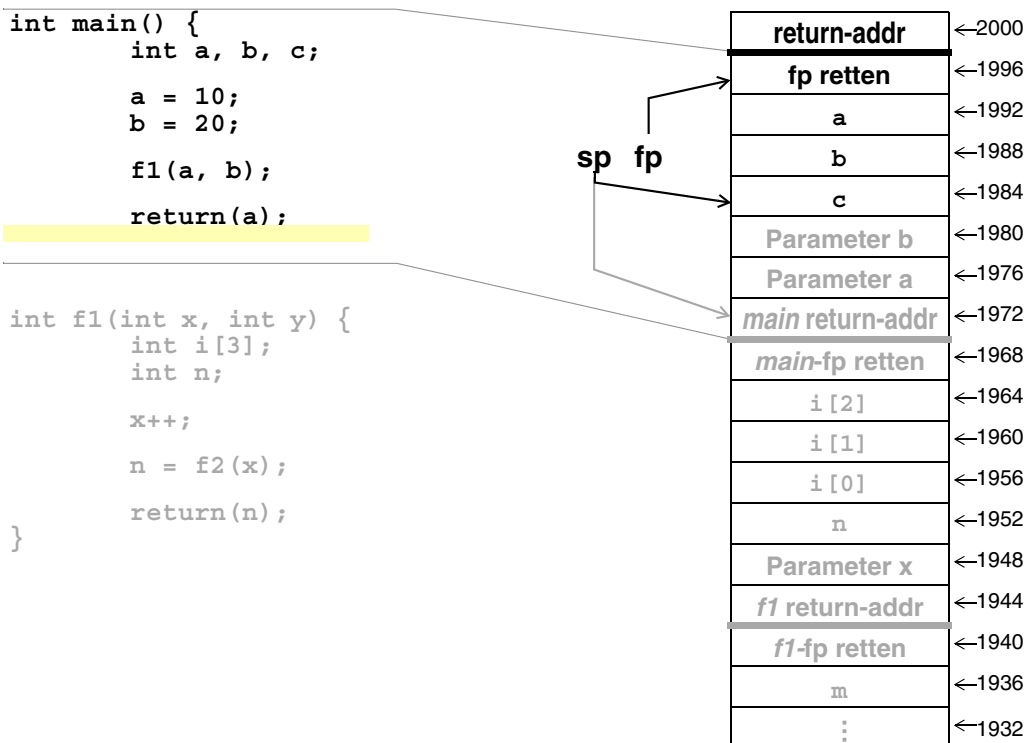 int main() {
int a, b, c;
a = 10;
b = 20;
f1(a, b);
return(a);
int f1(int x, int y) {
int i[3];
int n;
x++;
n = f2(x);
return(n);
}
sp fp
return-addr ←2000
fp retten ←1996
a ←1992
b ←1988
c ←1984
Parameter b ←1980
Parameter a ←1976
main return-addr ←1972
main-fp retten ←1968
i[2] ←1964
i[1] ←1960
i[0] ←1956
n ←1952
Parameter x ←1948
f1 return-addr ←1944
f1-fp retten ←1940
m ←1936
⋮ ←1932